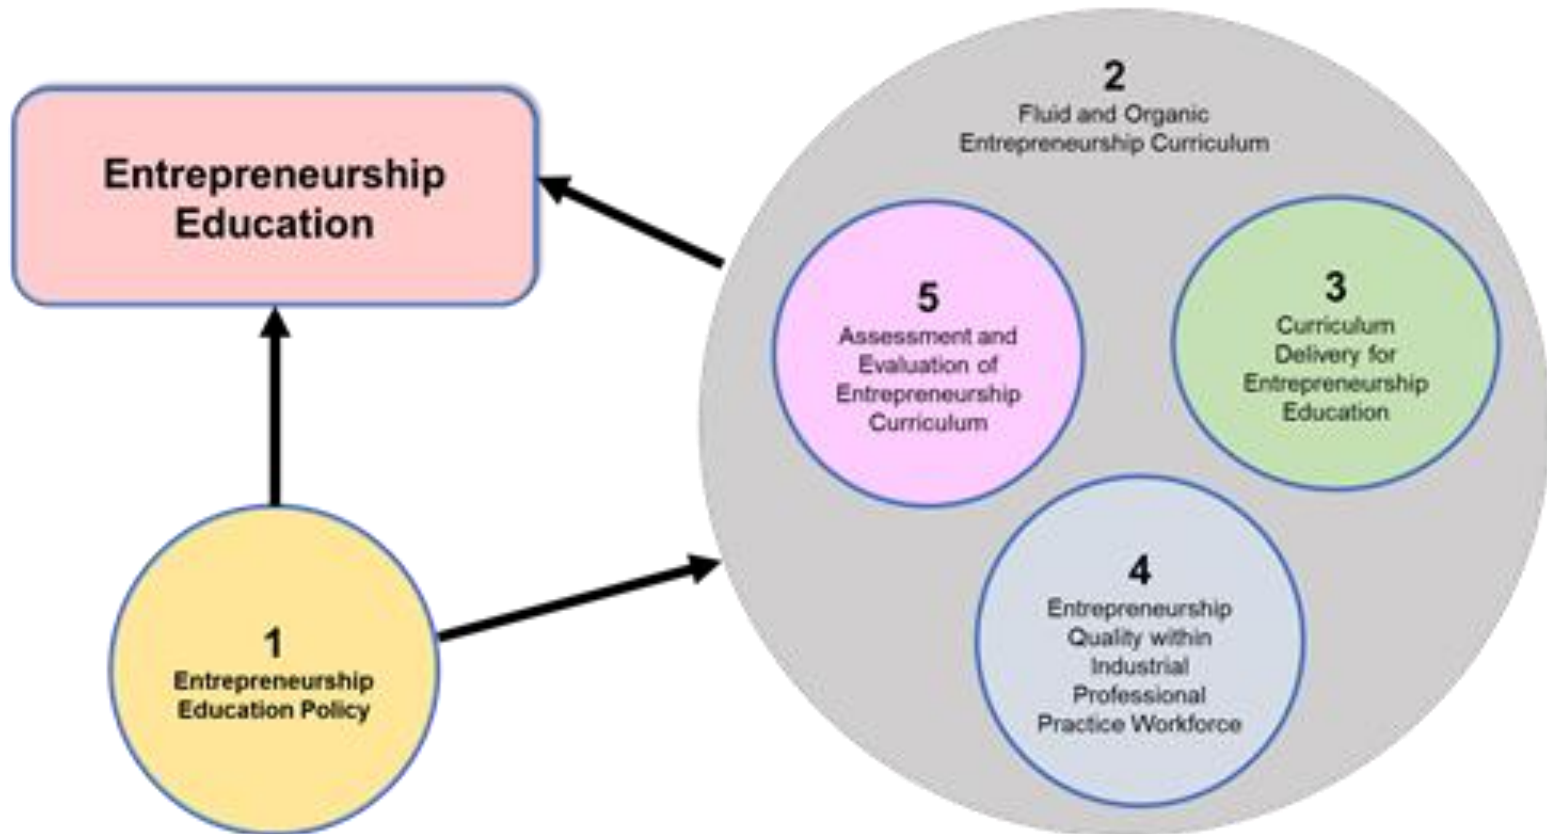 Entrepreneurship
Education
1
Entrepreneurship
Education Policy
2
Fluid and Organic
Entrepreneurship Curriculum
5
Assessment and
Evaluation of
Entrepreneurship
Curriculum
3
Curriculum
Delivery for
Entrepreneurship
Education
4
Entrepreneurship
Quality within
Industrial
Professional
Practice Workforce